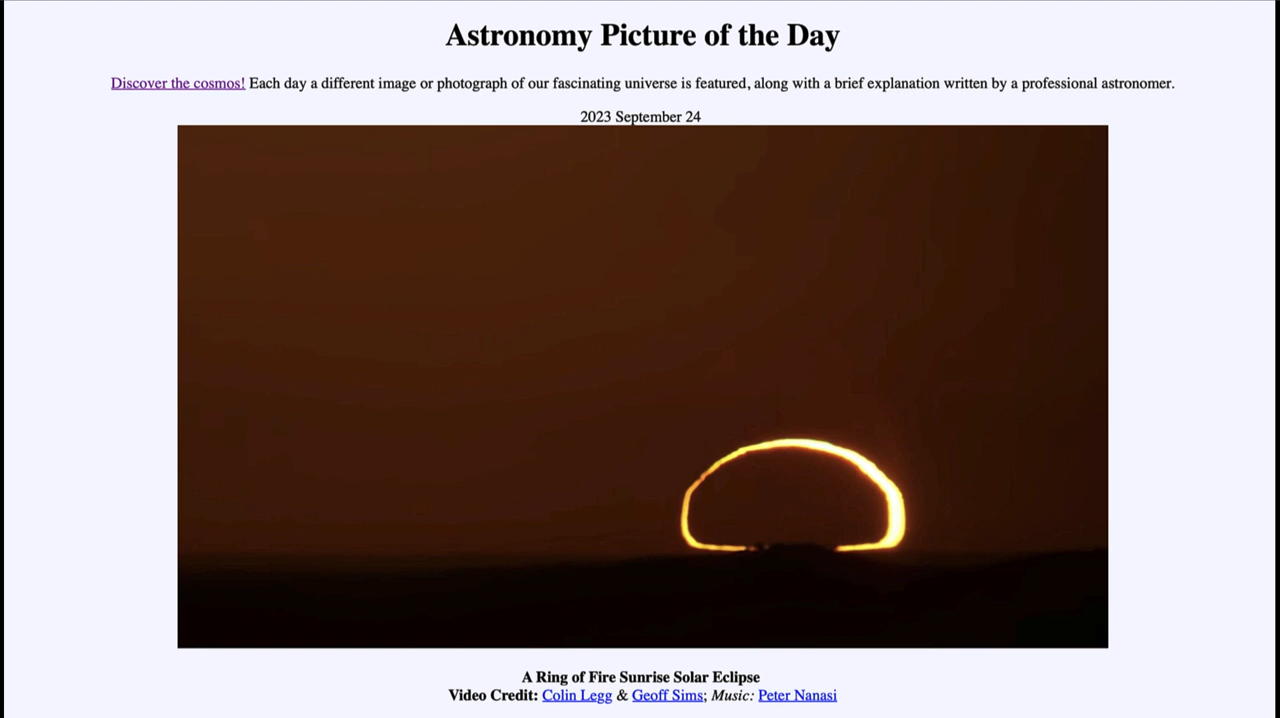 Astronomy Picture of the Day
Discover the cosmos! Each day a different image or photograph of our fascinating universe is featured, along with a brief explanation written by a professional astronomer.
2023 September 24
A Ring of Fire Sunrise Solar Eclipse
Video Credit: Colin Legg & Geoff Sims; Music: Peter Nanasi